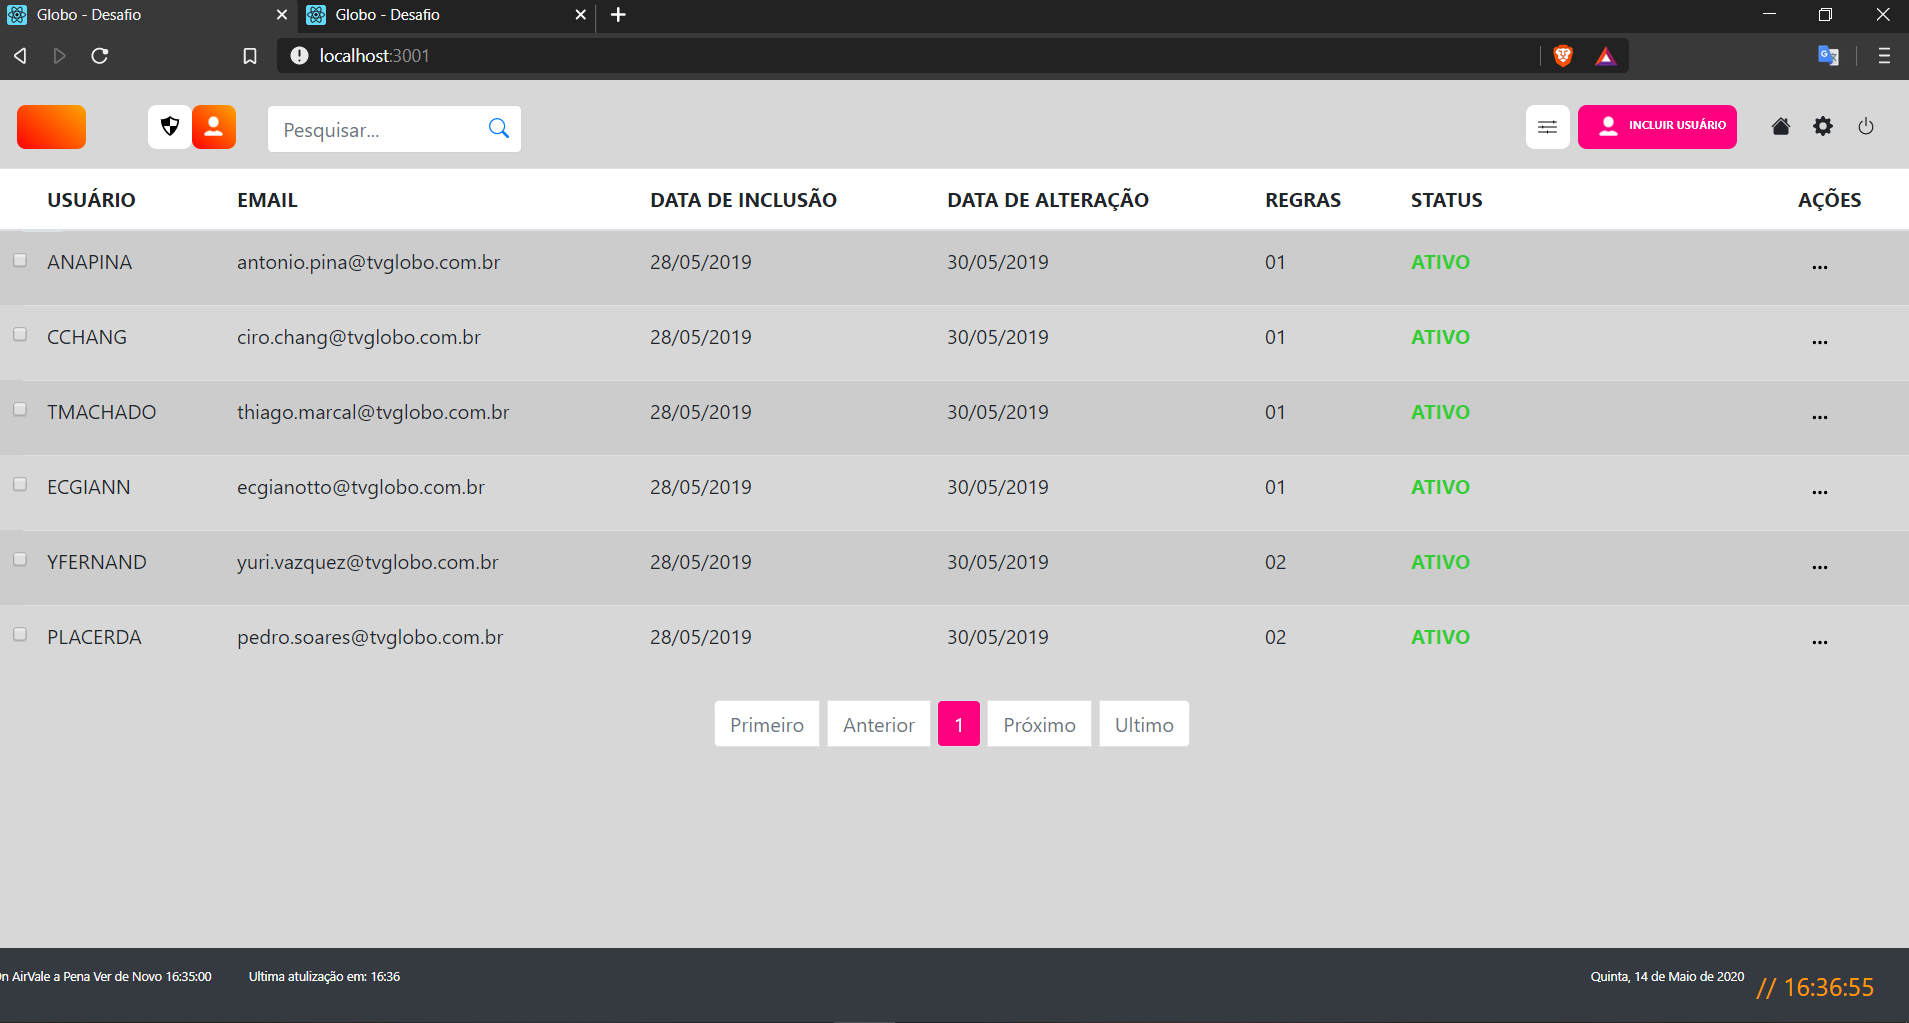 Globo - Desafio
Globo - Desafio
localhost:3001
Pesquisar...
INCLUIR USUÁRIO
USUÁRIO EMAIL DATA DE INCLUSÃO DATA DE ALTERAÇÃO REGRAS STATUS AÇÕES
ANAPINA antonio.pina@tvglobo.com.br 28/05/2019 30/05/2019 01 ATIVO ...
CCHANG ciro.chang@tvglobo.com.br 28/05/2019 30/05/2019 01 ATIVO ...
TMACHADO thiago.marcal@tvglobo.com.br 28/05/2019 30/05/2019 01 ATIVO ...
ECGIANN ecgianotto@tvglobo.com.br 28/05/2019 30/05/2019 01 ATIVO ...
YFERNAND yuri.vazquez@tvglobo.com.br 28/05/2019 30/05/2019 02 ATIVO ...
PLACERDA pedro.soares@tvglobo.com.br 28/05/2019 30/05/2019 02 ATIVO ...
Primeiro Anterior 1 Próximo Ultimo
n AirVale a Pena Ver de Novo 16:35:00 Ultima atulização em: 16:36 Quinta, 14 de Maio de 2020 // 16:36:55